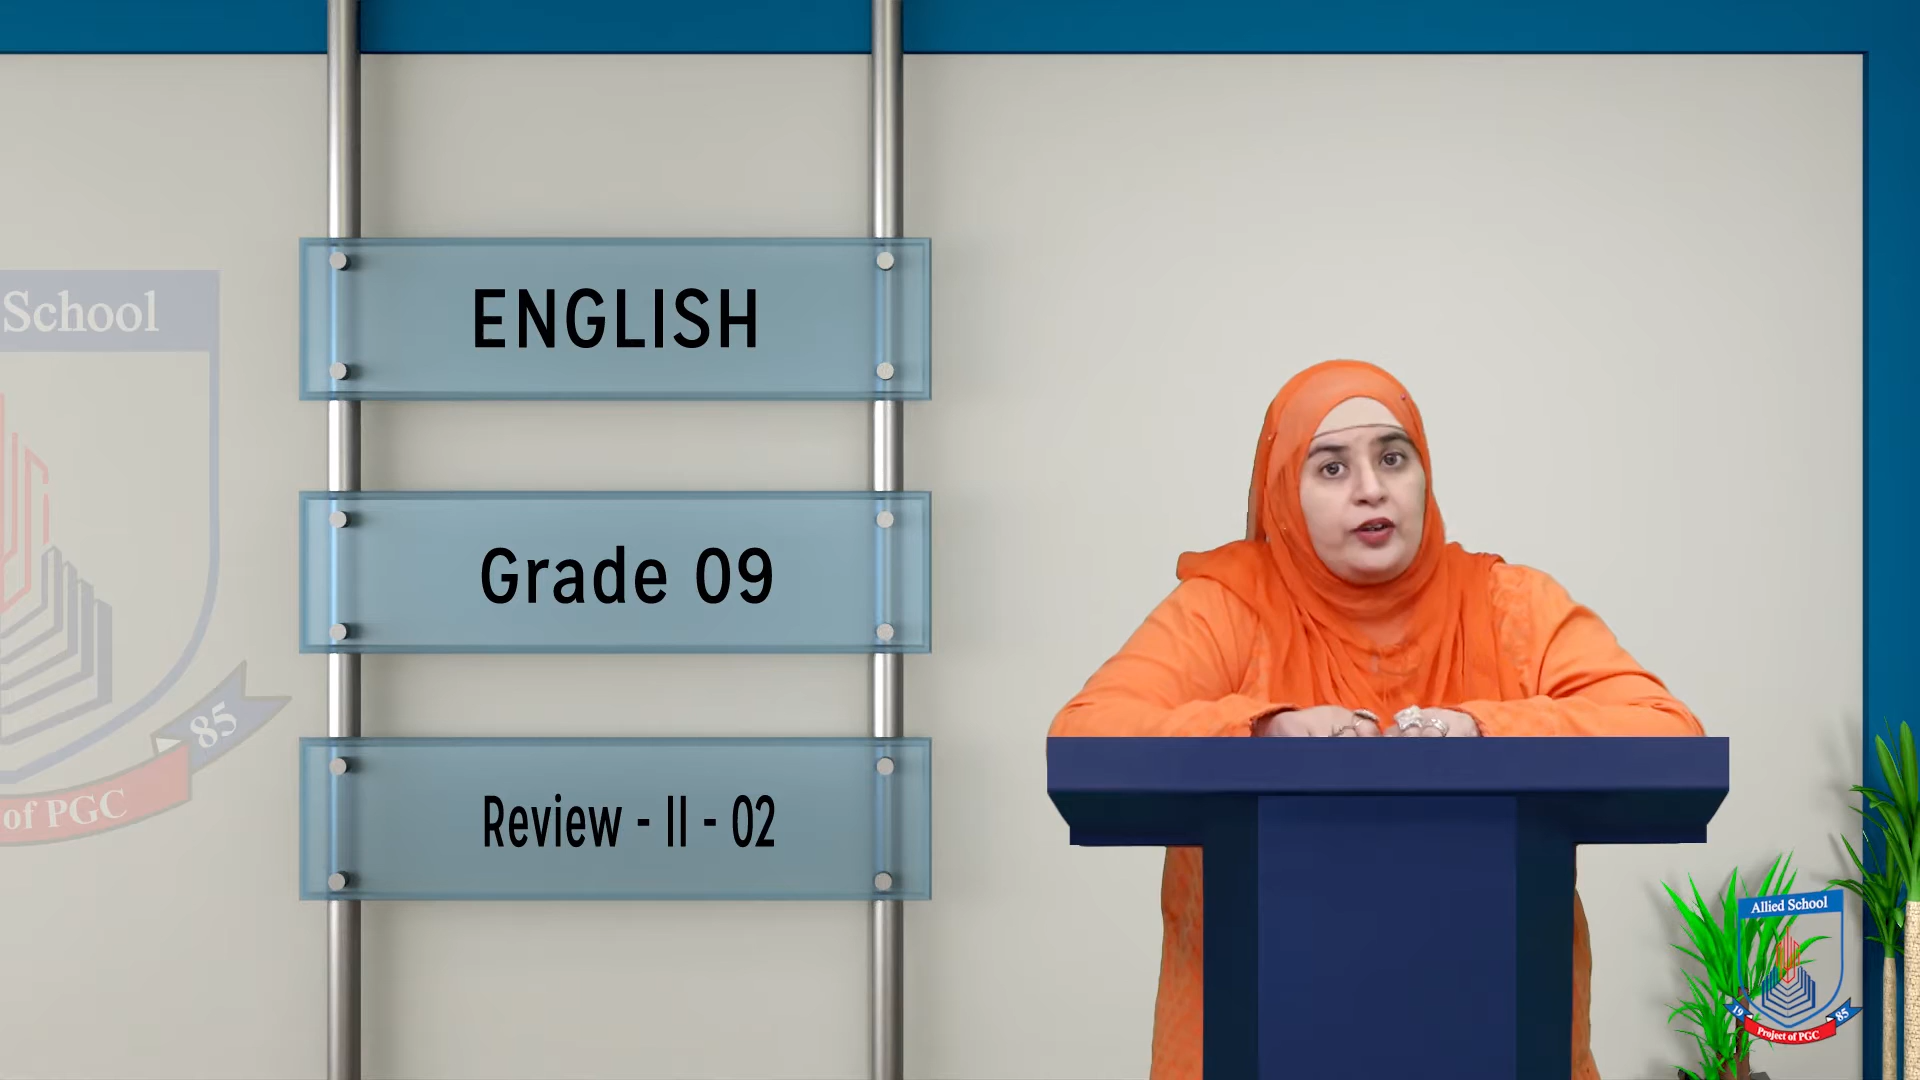 School
85
of PGC
ENGLISH
Grade 09
Review - II - 02
Allied School
19
85
Project of PGC